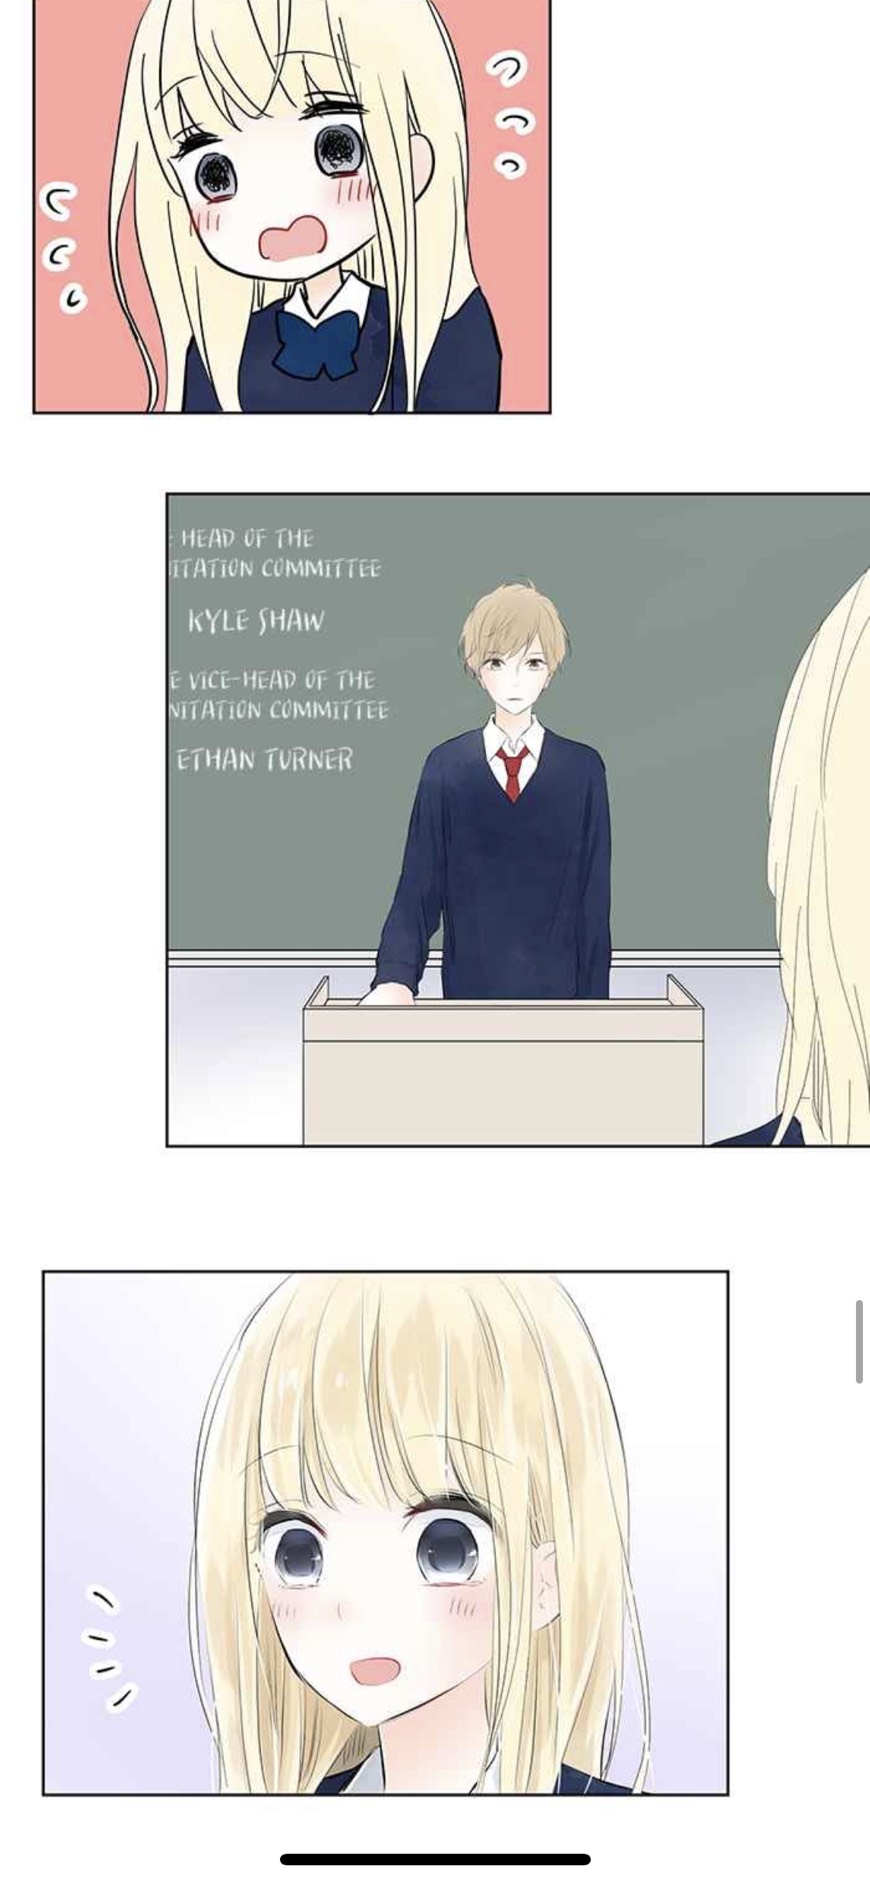 HEAD OF THE
ITATION COMMITTEE
KYLE SHAW
E VICE-HEAD OF THE
NITATION COMMITTEE
ETHAN TURNER